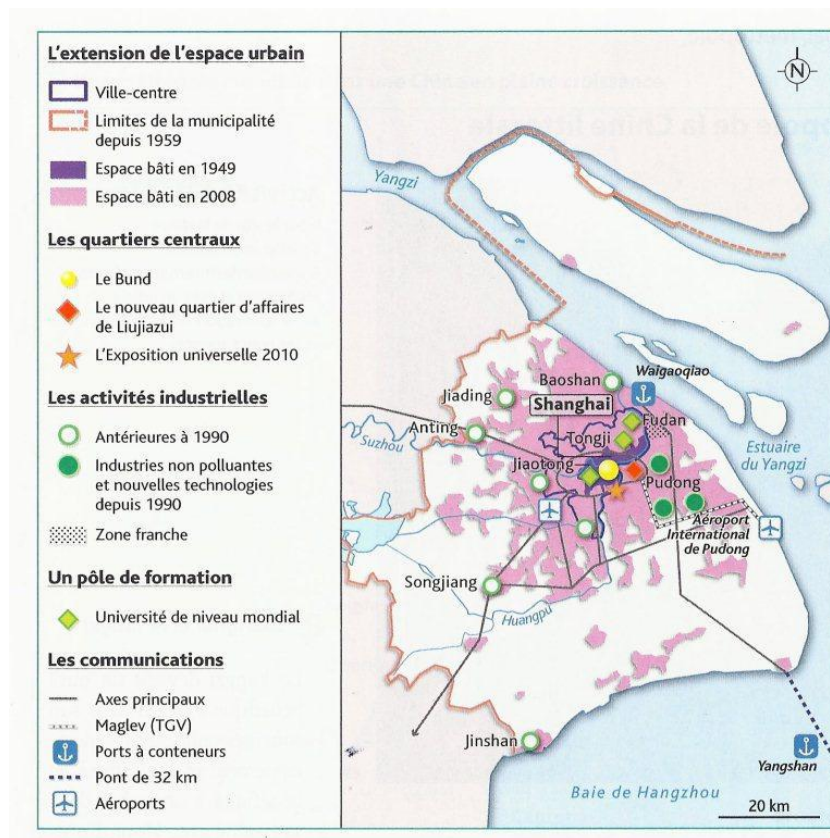 L'extension de l'espace urbain
Ville-centre
Limites de la municipalité
depuis 1959
Espace bâti en 1949
Espace bâti en 2008
Les quartiers centraux
Le Bund
Le nouveau quartier d'affaires
de Liujiazui
L'Exposition universelle 2010
Les activités industrielles
Antérieures à 1990
Industries non polluantes
et nouvelles technologies
depuis 1990
Zone franche
Un pôle de formation
Université de niveau mondial
Les communications
Axes principaux
Maglev (TGV)
Ports à conteneurs
Pont de 32 km
Aéroports
N
Yangzi
Waigaoqiao
Baoshan
Jiading
Shanghai
Fudan
Anting
Tongji
Suzhou
Estuaire
du Yangzi
Jiaotong
Pudong
Aéroport
International
de Pudong
Songjiang
Huangpu
Jinshan
Yangshan
Baie de Hangzhou
20 km